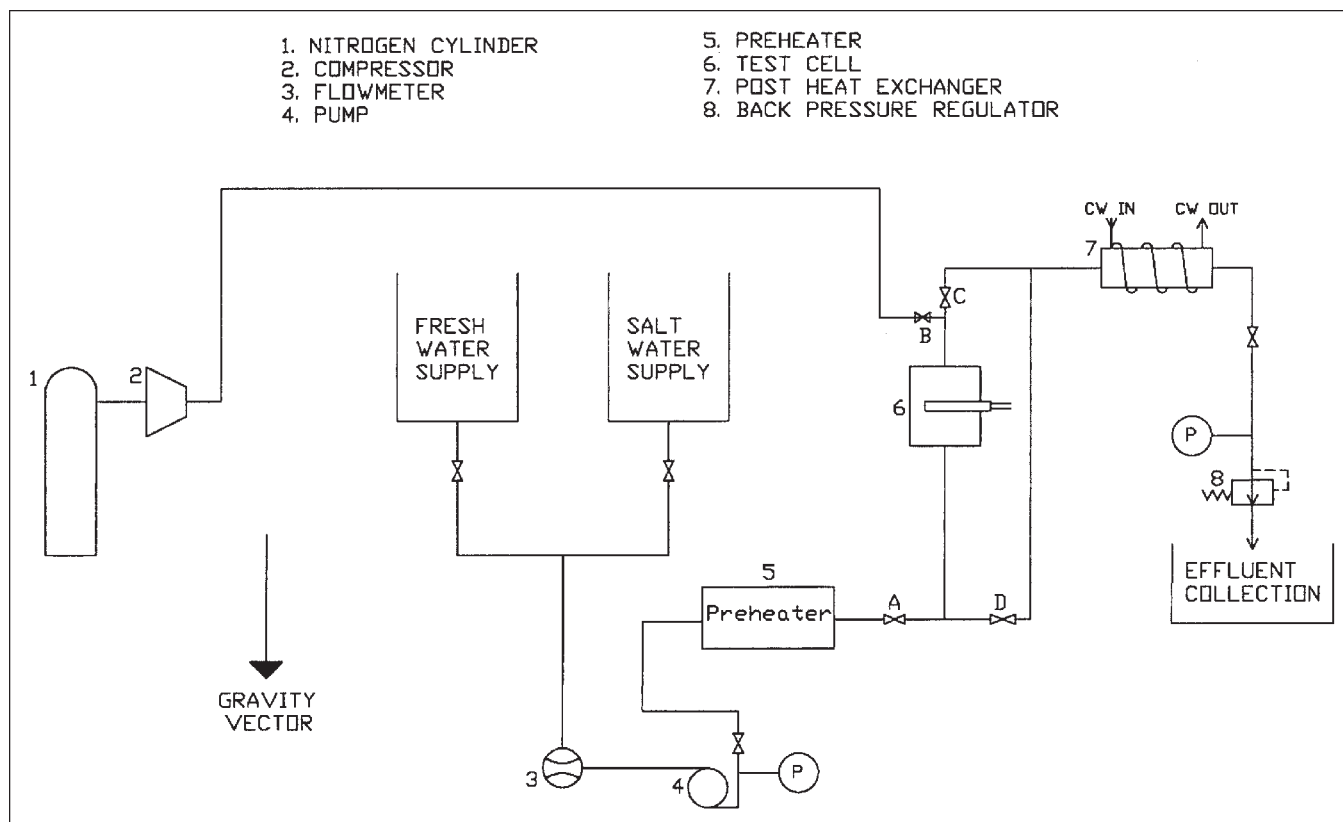 1. NITROGEN CYLINDER
2. COMPRESSOR
3. FLOWMETER
4. PUMP
5. PREHEATER
6. TEST CELL
7. POST HEAT EXCHANGER
8. BACK PRESSURE REGULATOR
CW IN
CW OUT
7
C
B
FRESH
WATER
SUPPLY
SALT
WATER
SUPPLY
1
2
6
P
8
EFFLUENT
COLLECTION
5
Preheater
A
D
GRAVITY
VECTOR
3
4
P